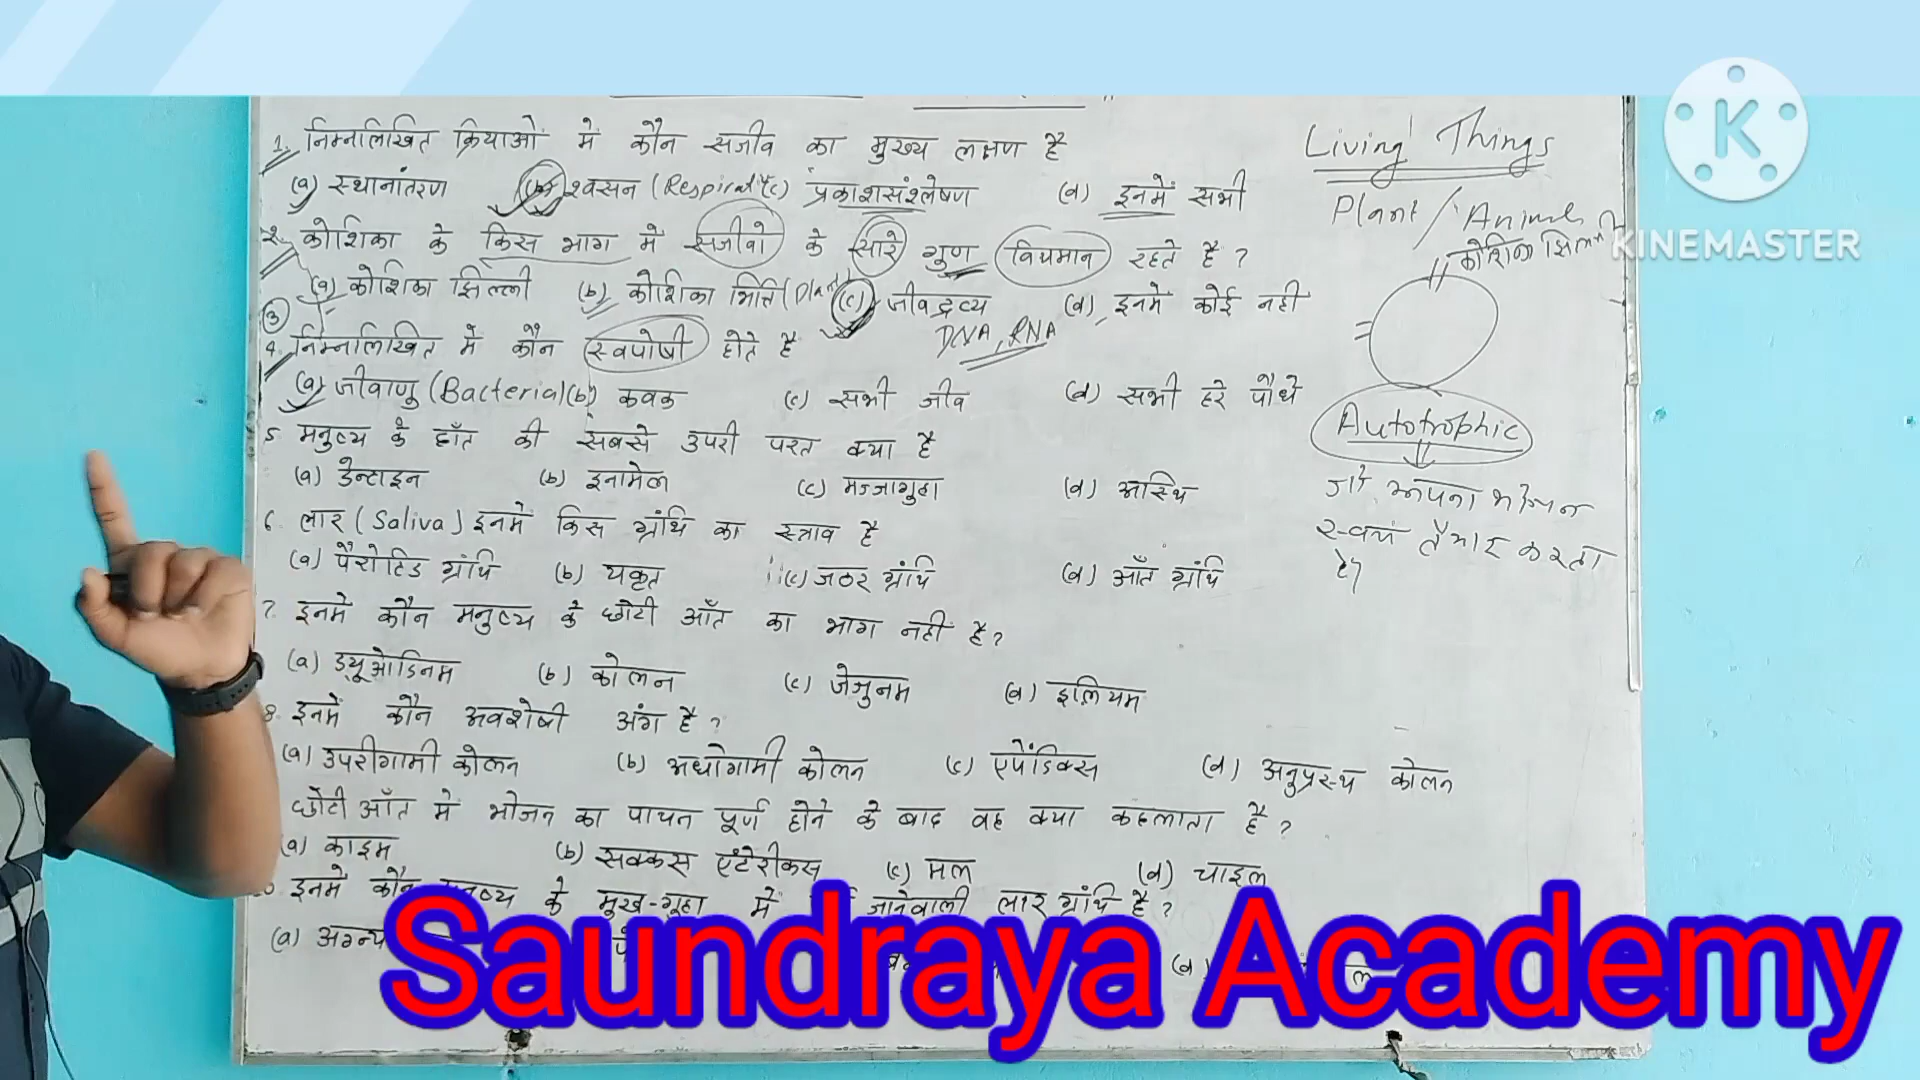 1. निम्नलिखित क्रियाओं में कौन सजीव का मुख्य लक्षण है
(a) स्थानांतरण (b) श्वसन (Respirati (c) प्रकाशसंश्लेषण (d) इनमें सभी
2. कोशिका के किस भाग में सजीवों के सारे गुण विद्यमान रहते है ?
(a) कोशिका झिल्ली (b) कोशिका भित्ति (Plant) (c) जीवद्रव्य (d) इनमें कोई नहीं
DNA, RNA
3
4. निम्नलिखित में कौन स्वपोषी होते है
(a) जीवाणु (Bacteria) (b) कवक (c) सभी जीव (d) सभी हरे पौधे
5. मनुष्य के दाँत की सबसे उपरी परत क्या है
(a) डेन्टाइन (b) इनामेल (c) मज्जागुहा (d) अस्थि
6. लार (Saliva) इनमें किस ग्रंथि का स्त्राव है
(a) पैरोटिड ग्रंथि (b) यकृत (c) जठर ग्रंथि (d) आँत ग्रंथि
7. इनमें कौन मनुष्य के छोटी आँत का भाग नहीं है ?
(a) ड्यूओडिनम (b) कोलन (c) जेजुनम (d) इलियम
8. इनमें कौन अवशेषी अंग है ?
(a) उपरीगामी कोलन (b) अधोगामी कोलन (c) एपेंडिक्स (d) अनुप्रस्थ कोलन
छोटी आँत में भोजन का पाचन पूर्ण होने के बाद वह क्या कहलाता है ?
(a) काइम (b) सक्कस एंटेरीकस (c) मल (d) चाइल
इनमें कौन मनुष्य के मुख-गुहा में जानेवाली लार ग्रंथि है ?
(a) (d)
Living Things
Plant / Animals
कोशिका झिल्ली
Autotrophic
जो अपना भोजन
स्वयं तैयार करता
है
KINEMASTER
Saundraya Academy